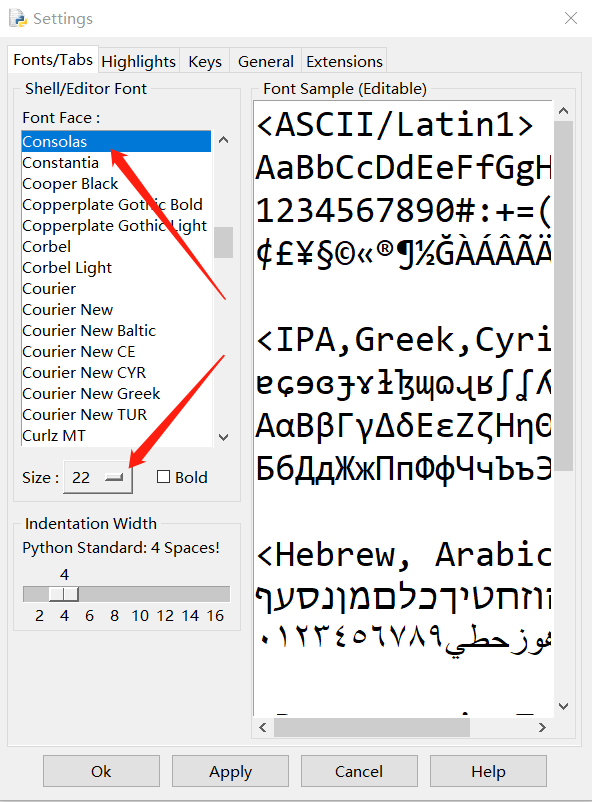 Settings
Fonts/Tabs Highlights Keys General Extensions
Shell/Editor Font
Font Face :
Consolas
Constantia
Cooper Black
Copperplate Gothic Bold
Copperplate Gothic Light
Corbel
Corbel Light
Courier
Courier New
Courier New Baltic
Courier New CE
Courier New CYR
Courier New Greek
Courier New TUR
Curlz MT
Size : 22 Bold
Indentation Width
Python Standard: 4 Spaces!
4
2 4 6 8 10 12 14 16
Font Sample (Editable)
<ASCII/Latin1>
AaBbCcDdEeFfGgH
1234567890#:+=(
¢£¥§©«®¶½ĞÀÁÂÃÄ
<IPA,Greek,Cyri
АαΒβΓγΔδΕεΖζΗηΘ
БбДдЖжПпФфЧчЪъЭ
<Hebrew, Arabic
הוזחטיךכלםמןנסעף
٠١٢٣٤٥٦٧٨٩هوزحطي
Ok Apply Cancel Help